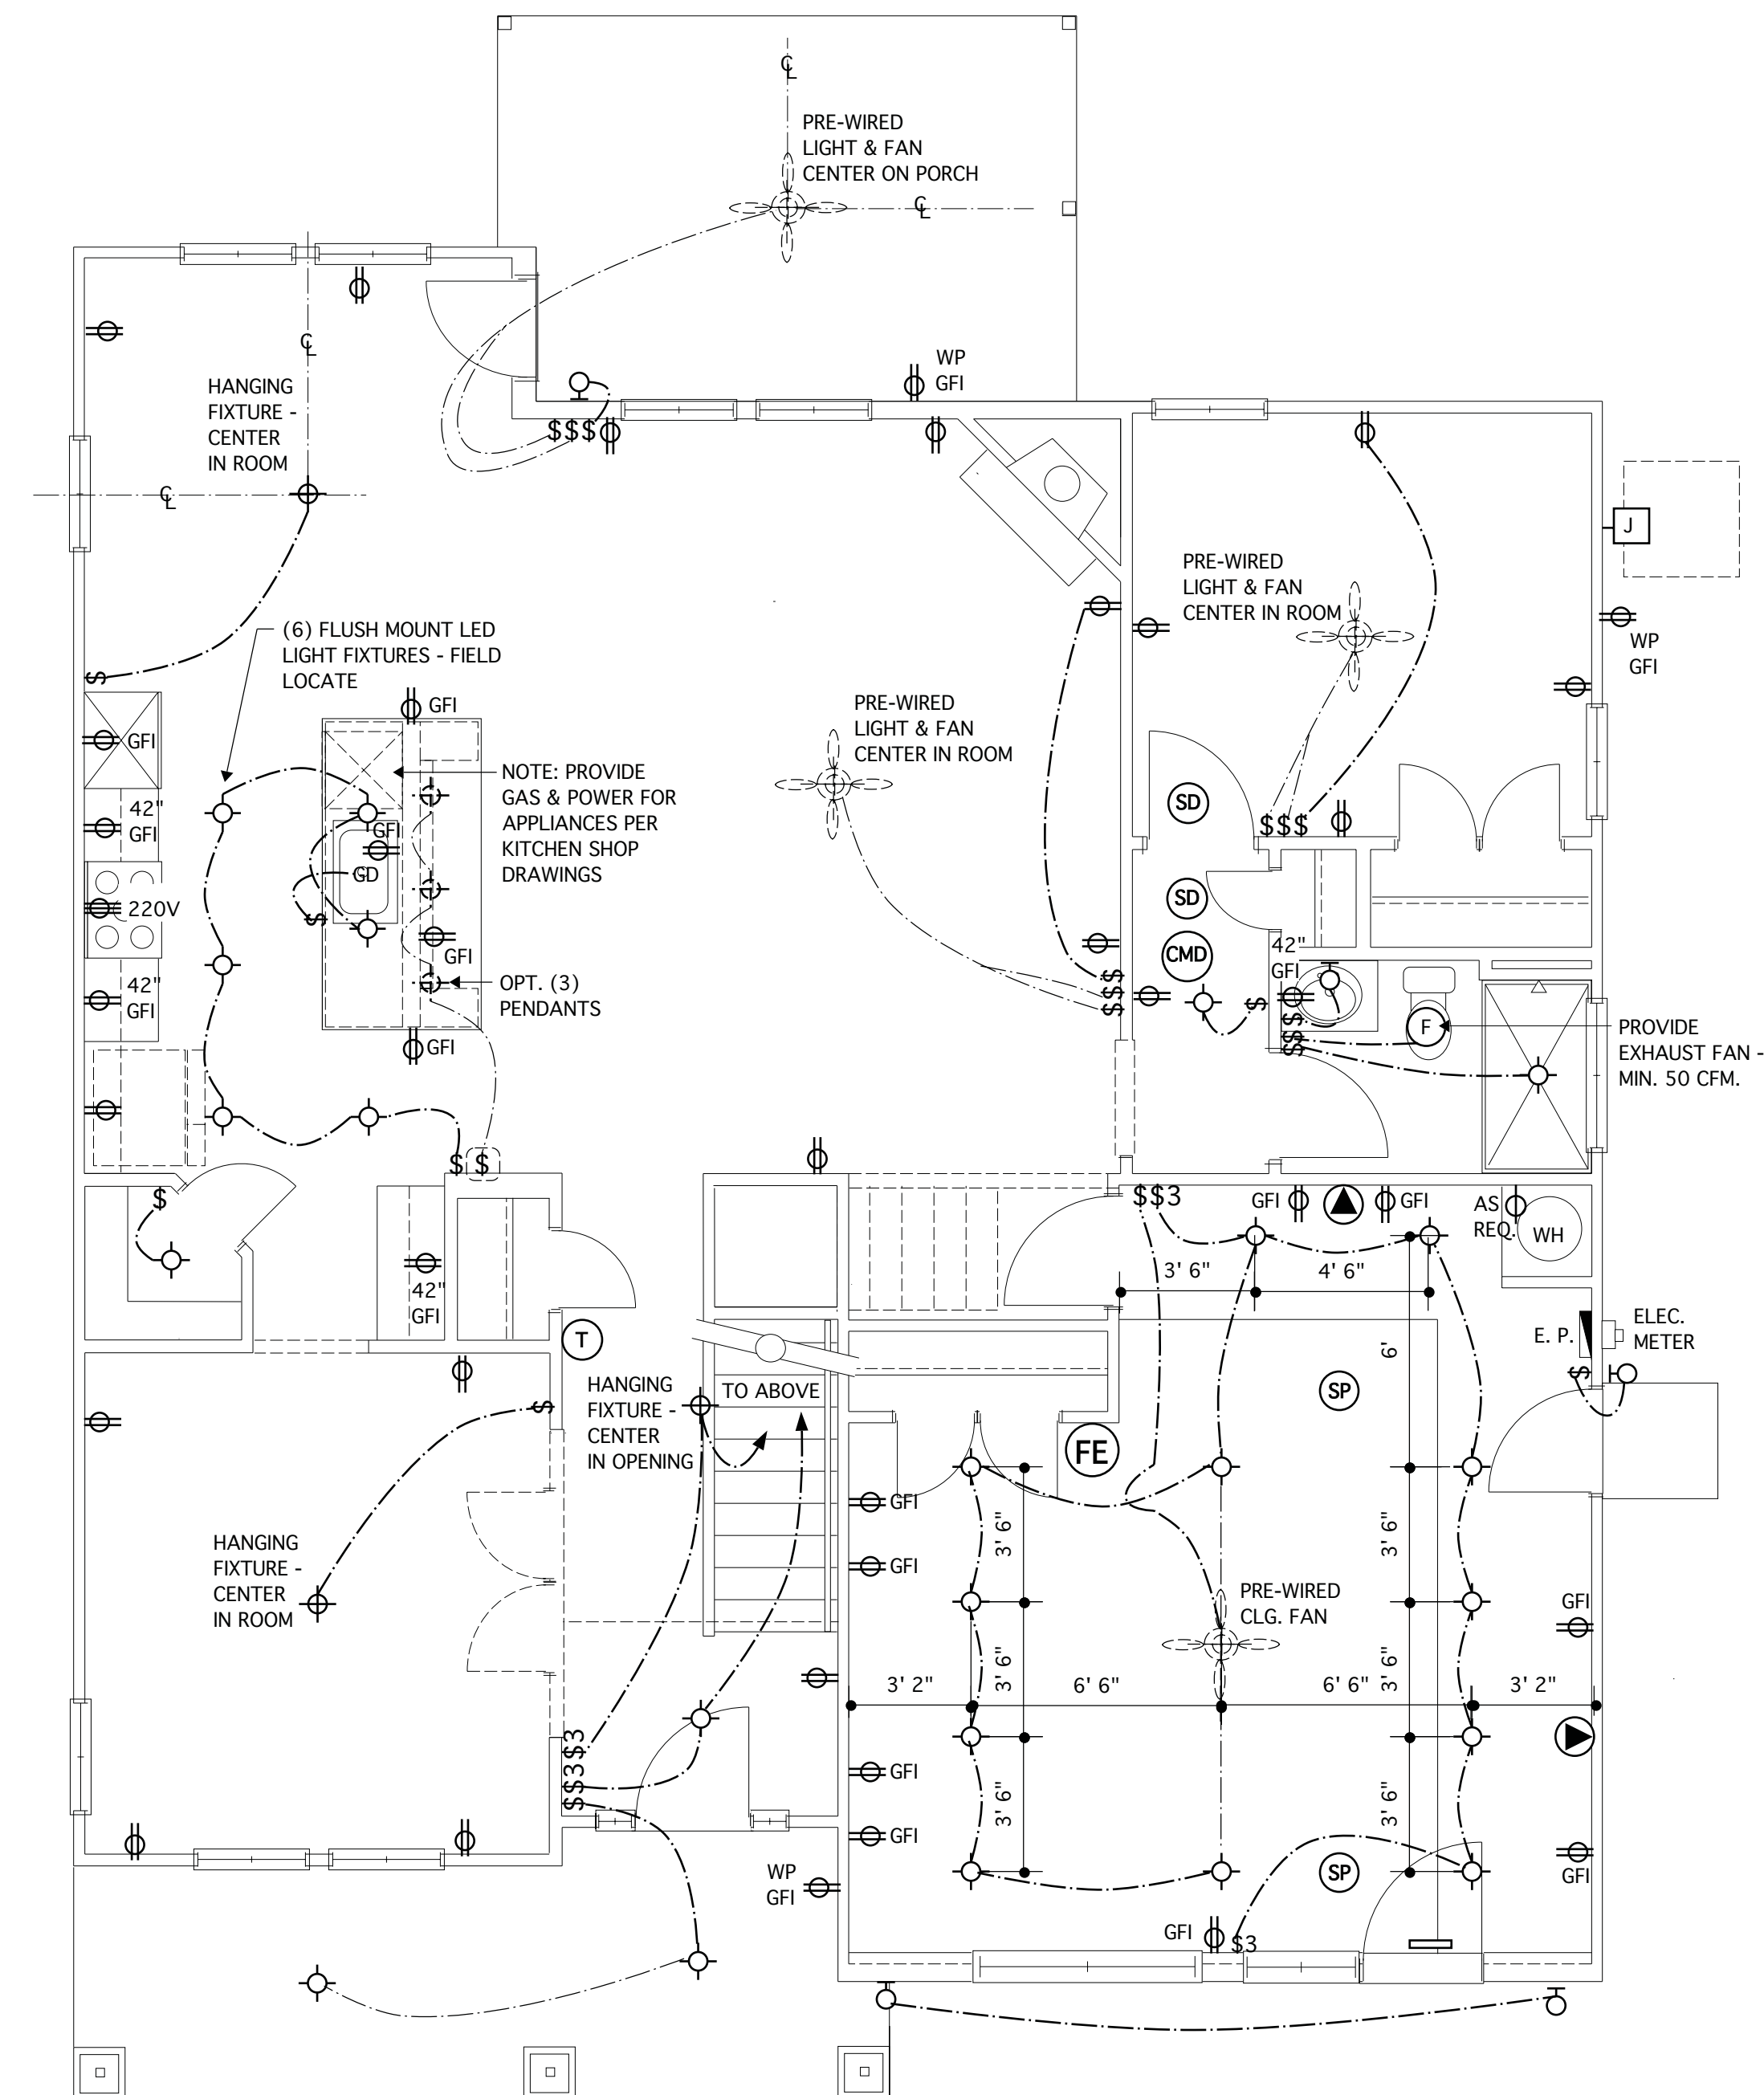 ℄
PRE-WIRED
LIGHT & FAN
CENTER ON PORCH
℄
WP
GFI
℄
HANGING
FIXTURE -
CENTER
IN ROOM
$$$
℄
J
PRE-WIRED
LIGHT & FAN
CENTER IN ROOM
WP
GFI
(6) FLUSH MOUNT LED
LIGHT FIXTURES - FIELD
LOCATE
$
GFI
GFI
PRE-WIRED
LIGHT & FAN
CENTER IN ROOM
NOTE: PROVIDE
GAS & POWER FOR
APPLIANCES PER
KITCHEN SHOP
DRAWINGS
42"
GFI
GFI
GD
220V
$
GFI
42"
GFI
OPT. (3)
PENDANTS
GFI
SD
$$$
SD
CMD
42"
GFI
$$$
$
$
$$
F
PROVIDE
EXHAUST FAN -
MIN. 50 CFM.
$
$
$
42"
GFI
T
$$3
GFI
GFI
AS
REQ.
WH
3' 6"
4' 6"
6'
E. P.
ELEC.
METER
$
SP
HANGING
FIXTURE -
CENTER
IN OPENING
TO ABOVE
$
FE
GFI
GFI
3' 6"
3' 6"
HANGING
FIXTURE -
CENTER
IN ROOM
PRE-WIRED
CLG. FAN
GFI
3' 2"
3' 6"
6' 6"
6' 6"
3' 6"
3' 2"
$$3$3
GFI
GFI
3' 6"
3' 6"
WP
GFI
SP
GFI
GFI
$3